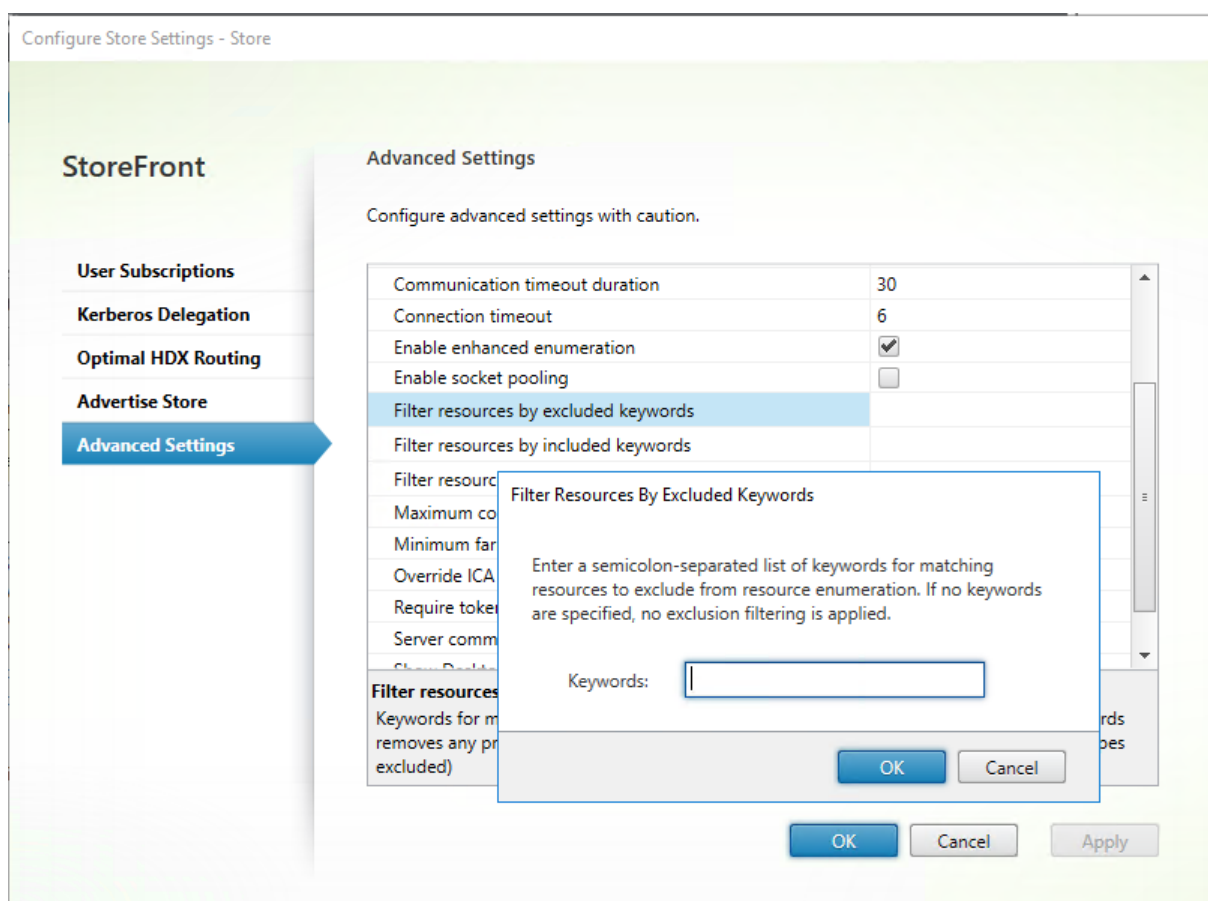 Configure Store Settings - Store
StoreFront
User Subscriptions
Kerberos Delegation
Optimal HDX Routing
Advertise Store
Advanced Settings
Advanced Settings
Configure advanced settings with caution.
Communication timeout duration 30
Connection timeout 6
Enable enhanced enumeration
Enable socket pooling
Filter resources by excluded keywords
Filter resources by included keywords
Filter resourc
Maximum co
Minimum far
Override ICA
Require toke
Server comm
Filter resources
Keywords for m
rds
removes any pr
pes
excluded)
Filter Resources By Excluded Keywords
Enter a semicolon-separated list of keywords for matching
resources to exclude from resource enumeration. If no keywords
are specified, no exclusion filtering is applied.
Keywords:
OK Cancel
OK Cancel Apply